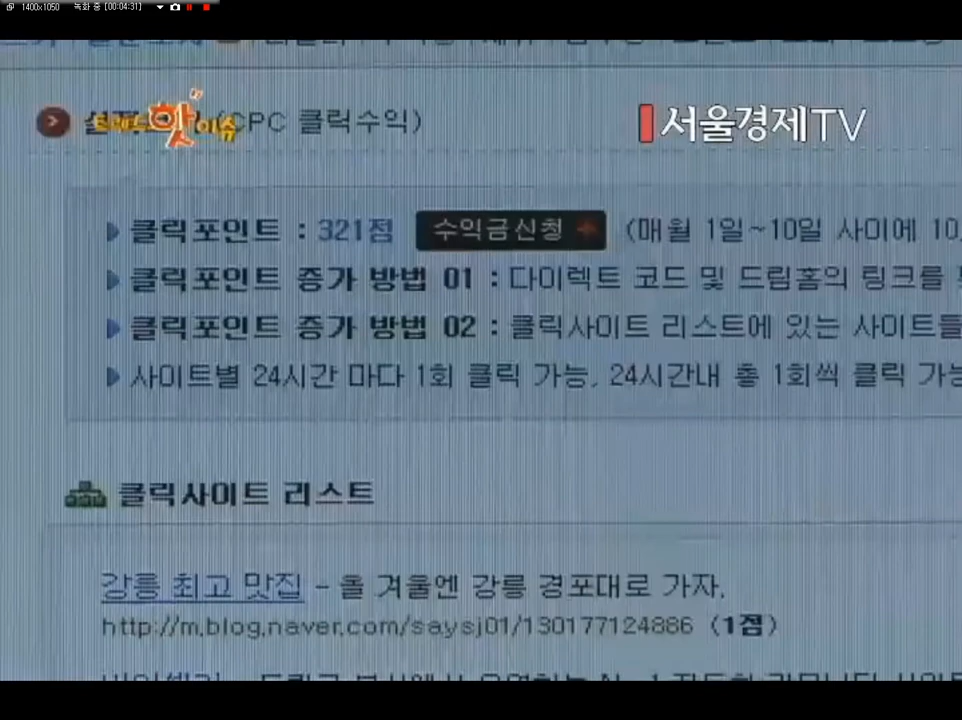 1400x1050 녹화 중 [00:04:31]
맛이슈
(CPC 클릭수익)
서울경제TV
클릭포인트 : 321점 수익금신청 (매월 1일~10일 사이에 10
클릭포인트 증가 방법 01 : 다이렉트 코드 및 드림홈의 링크를
클릭포인트 증가 방법 02 : 클릭사이트 리스트에 있는 사이트들
사이트별 24시간 마다 1회 클릭 가능, 24시간내 총 1회씩 클릭 가능
클릭사이트 리스트
강릉 최고 맛집 - 올 겨울엔 강릉 경포대로 가자.
http://m.blog.naver.com/saysj01/130177124886 (1점)